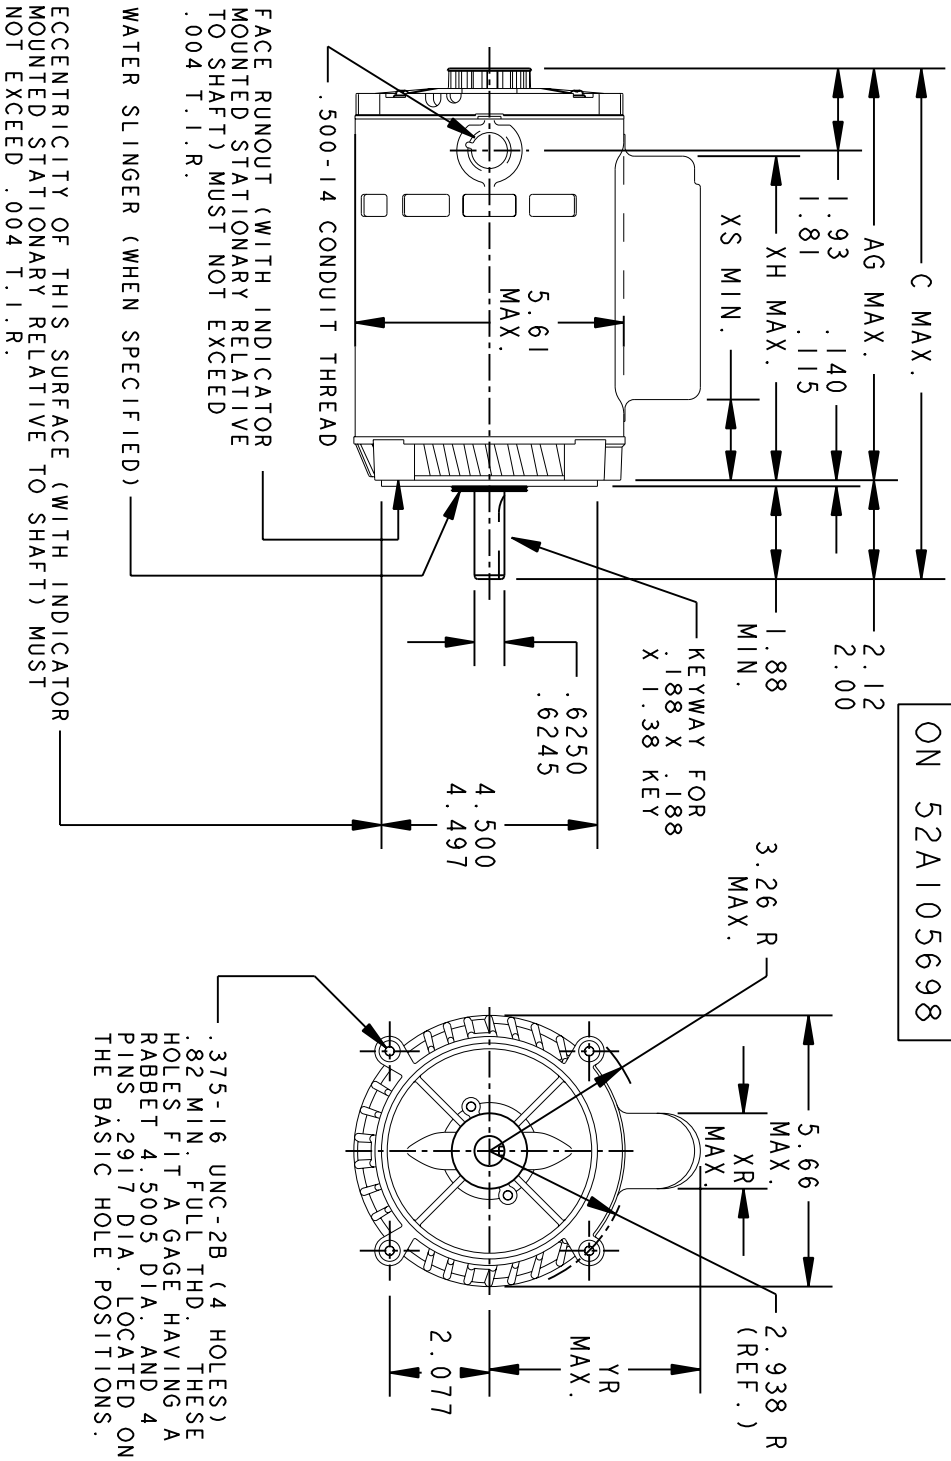 ON 52A105698
C MAX.
AG MAX.
2.12
2.00
1.93
1.81
.140
.115
XH MAX.
1.88
MIN.
XS MIN.
5.61
MAX.
KEYWAY FOR
.188 X .188
X 1.38 KEY
.6250
.6245
4.500
4.497
.500-14 CONDUIT THREAD
FACE RUNOUT (WITH INDICATOR
MOUNTED STATIONARY RELATIVE
TO SHAFT) MUST NOT EXCEED
.004 T.I.R.
WATER SLINGER (WHEN SPECIFIED)
ECCENTRICITY OF THIS SURFACE (WITH INDICATOR
MOUNTED STATIONARY RELATIVE TO SHAFT) MUST
NOT EXCEED .004 T.I.R.
3.26 R
MAX.
5.66
MAX.
XR
MAX.
2.938 R
(REF.)
YR
MAX.
2.077
.375-16 UNC-2B (4 HOLES)
.82 MIN. FULL THD. THESE
HOLES FIT A GAGE HAVING A
RABBET 4.5005 DIA. AND 4
PINS .2917 DIA. LOCATED ON
THE BASIC HOLE POSITIONS.